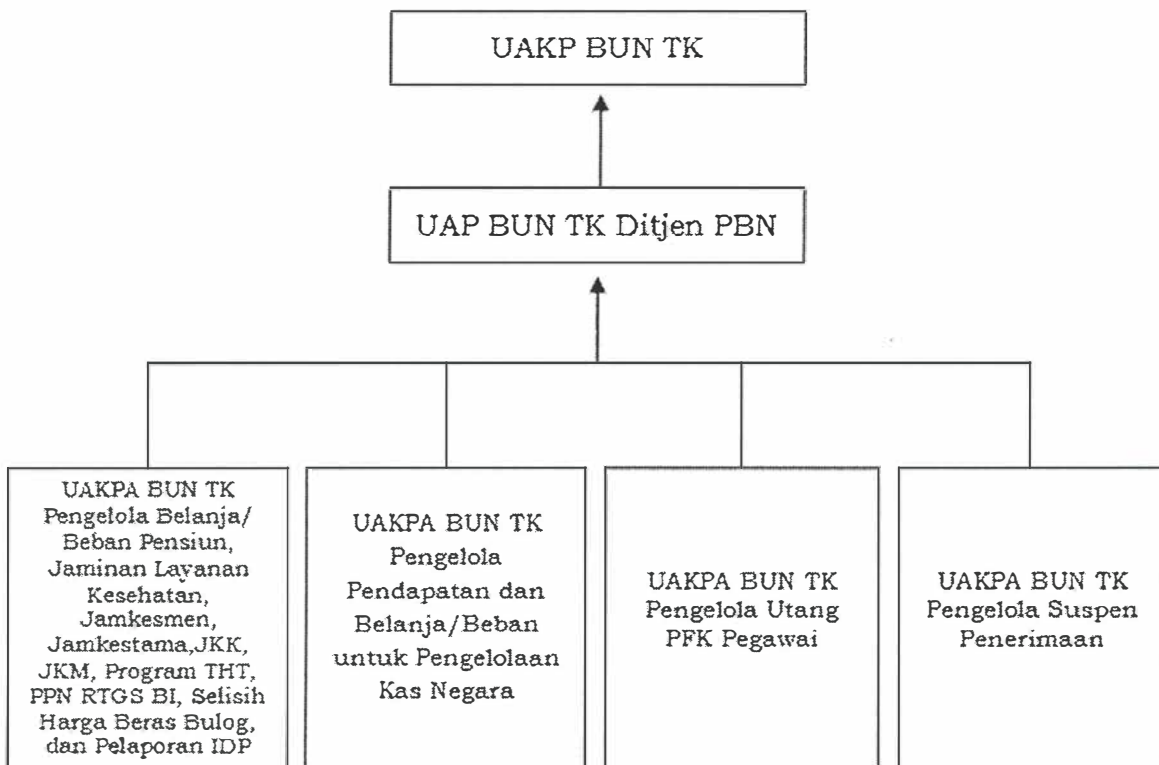 UAKP BUN TK
UAP BUN TK Ditjen PBN
UAKPA BUN TK
Pengelola Belanja/
Beban Pensiun,
Jaminan Layanan
Kesehatan,
Jamkesmen,
Jamkestama,JKK,
JKM, Program THT,
PPN RTGS BI, Selisih
Harga Beras Bulog,
dan Pelaporan IDP
UAKPA BUN TK
Pengelola
Pendapatan dan
Belanja/Beban
untuk Pengelolaan
Kas Negara
UAKPA BUN TK
Pengelola Utang
PFK Pegawai
UAKPA BUN TK
Pengelola Suspen
Penerimaan